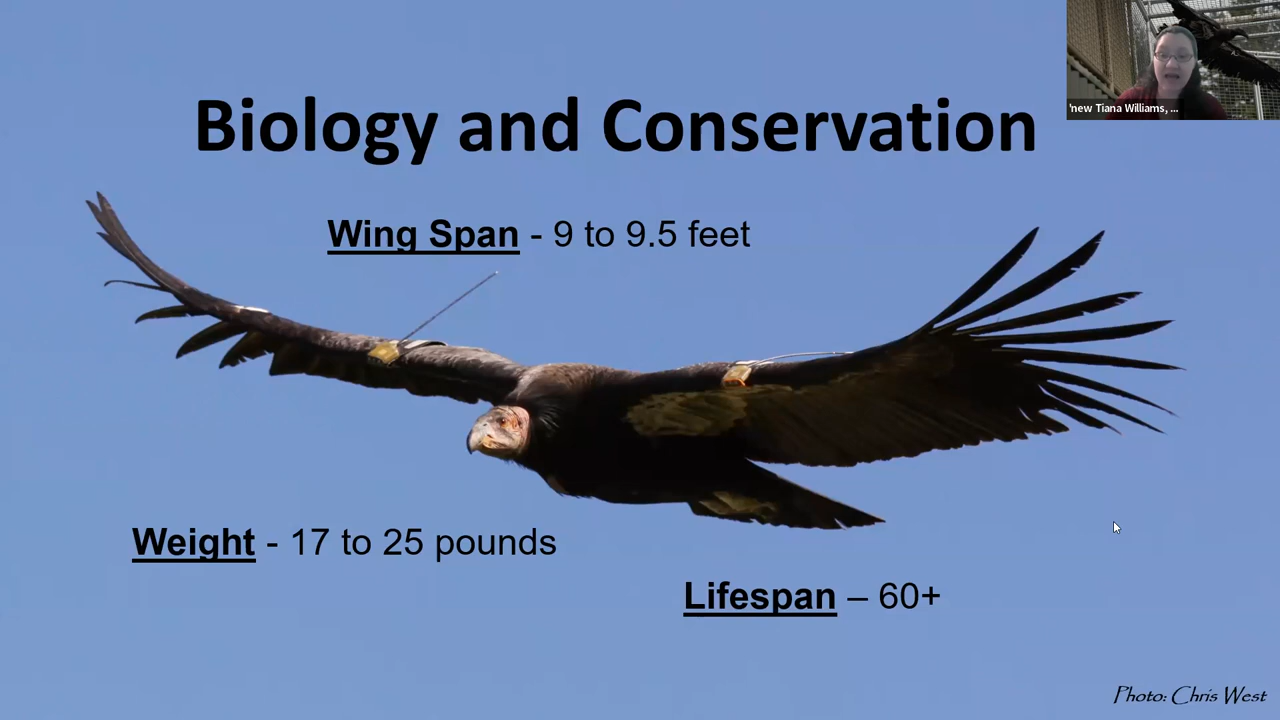 'new Tiana Williams, ...
Biology and Conservation
Wing Span - 9 to 9.5 feet
Weight - 17 to 25 pounds
Lifespan – 60+
Photo: Chris West